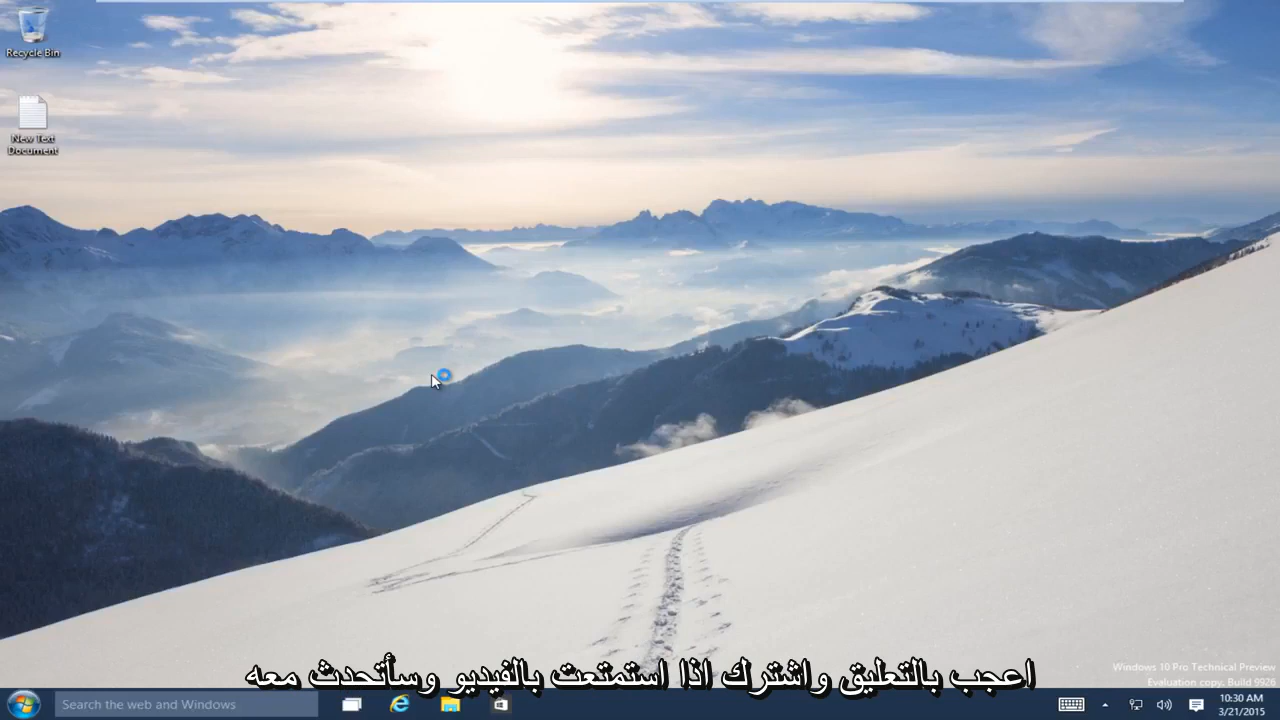 Recycle Bin
New Text
Document
اعجب بالتعليق واشترك اذا استمتعت بالفيديو وسأتحدث معه
Windows 10 Pro Technical Preview
Evaluation copy. Build 9926
Search the web and Windows
10:30 AM
3/21/2015